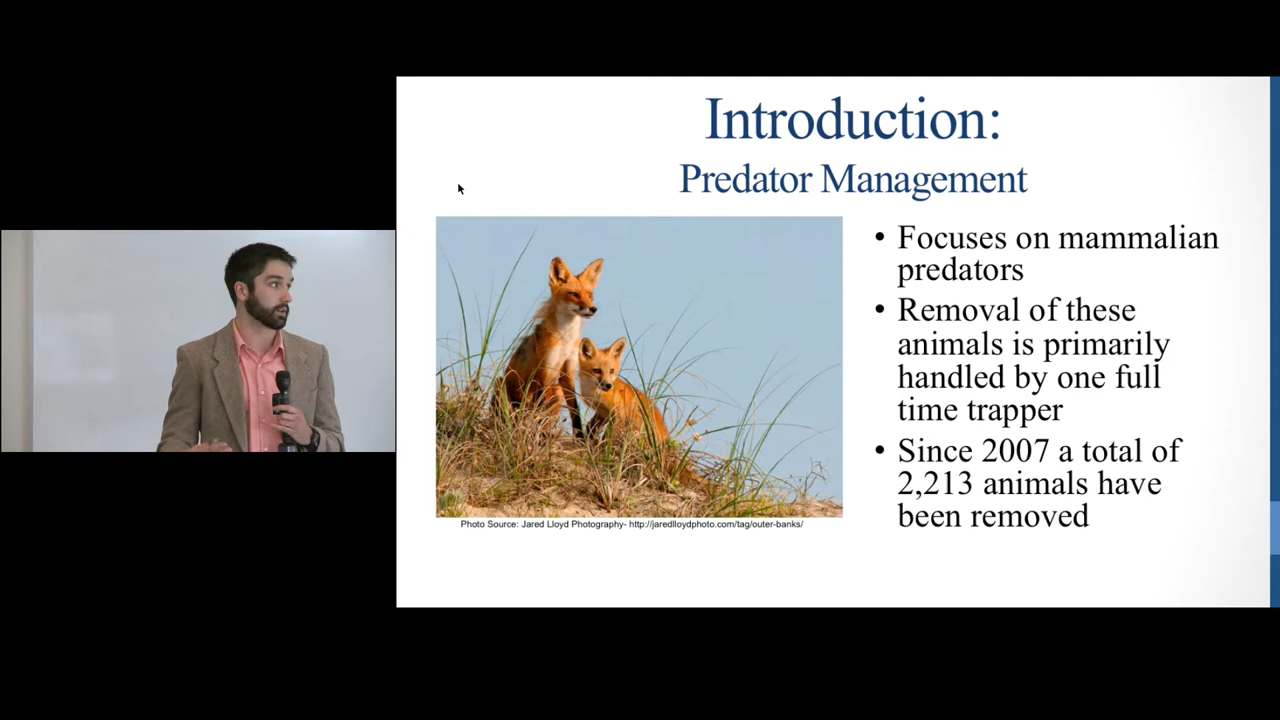 Introduction:
Predator Management
• Focuses on mammalian
predators
• Removal of these
animals is primarily
handled by one full
time trapper
• Since 2007 a total of
2,213 animals have
been removed
Photo Source: Jared Lloyd Photography- http://jaredlloydphoto.com/tag/outer-banks/